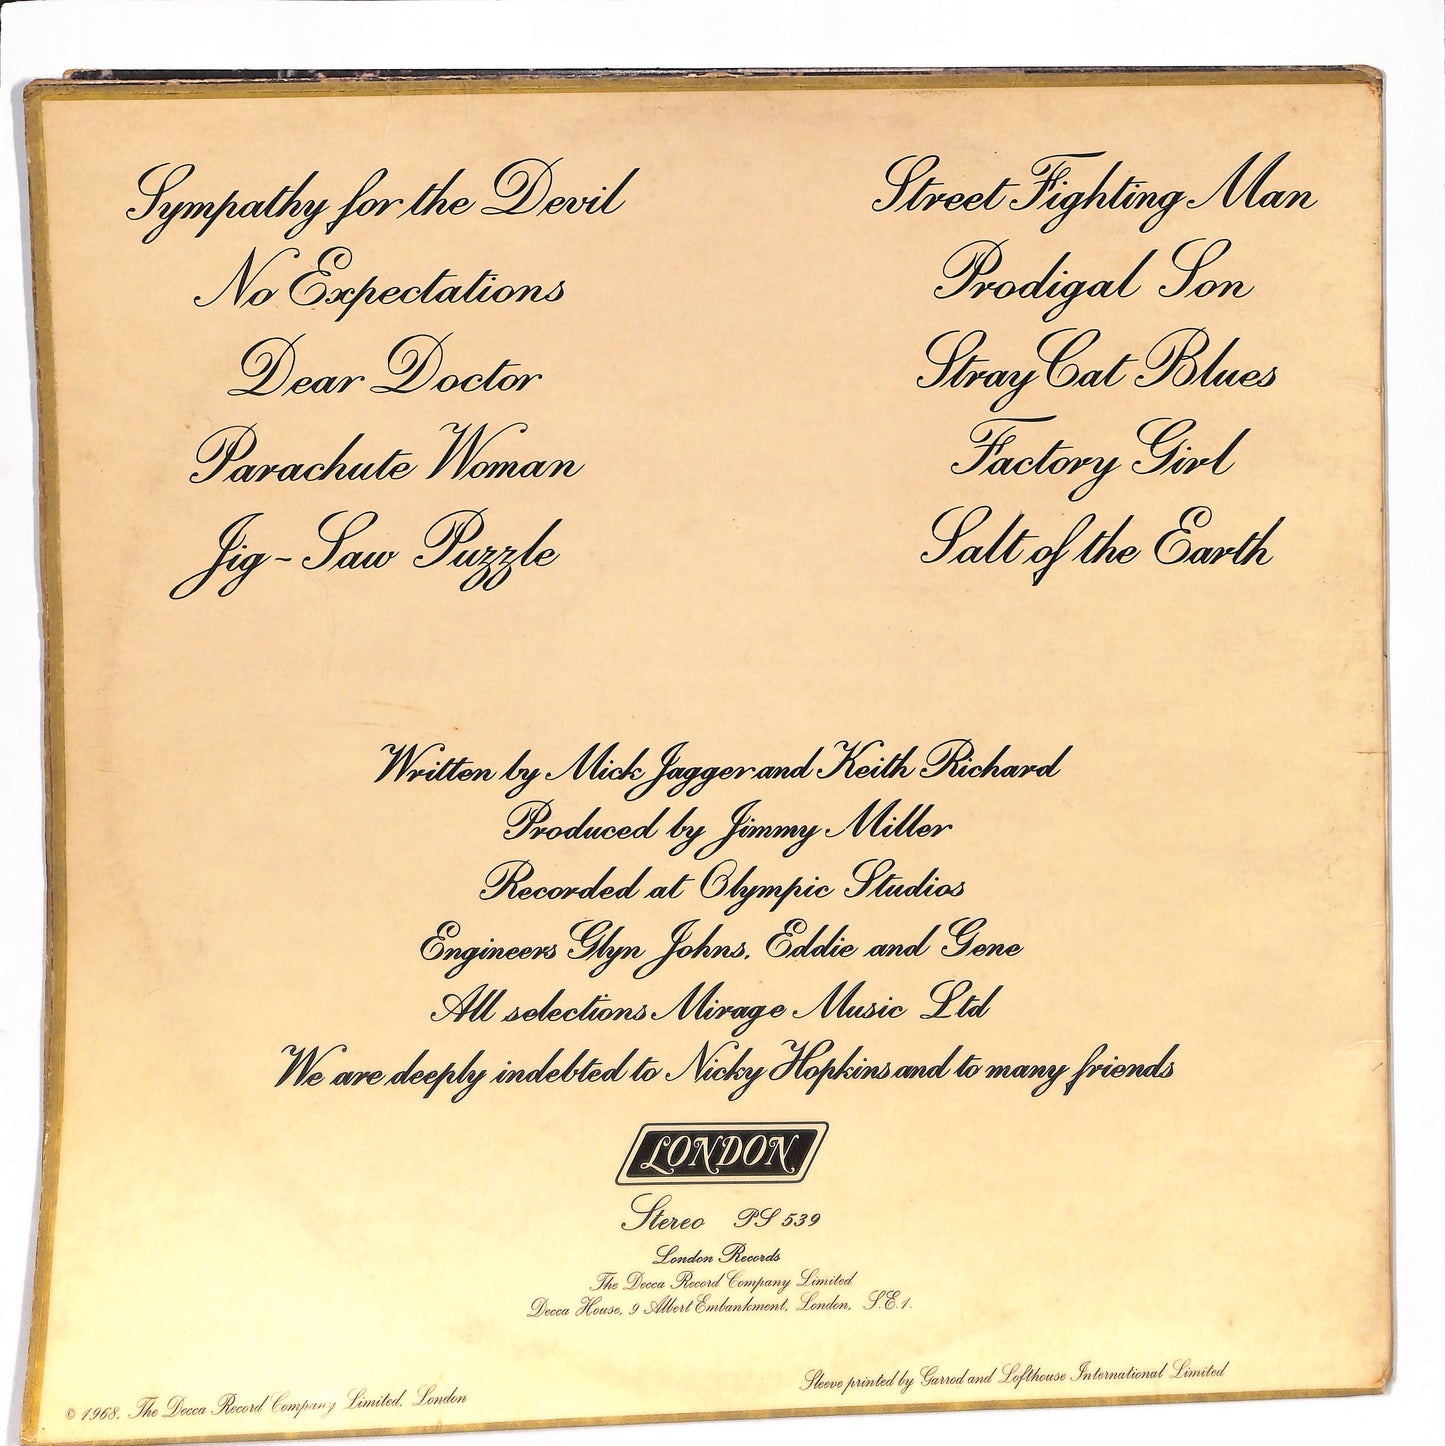 Sympathy for the Devil
No Expectations
Dear Doctor
Parachute Woman
Jig-Saw Puzzle
Street Fighting Man
Prodigal Son
Stray Cat Blues
Factory Girl
Salt of the Earth
Written by Mick Jagger and Keith Richard
Produced by Jimmy Miller
Recorded at Olympic Studios
Engineers Glyn Johns, Eddie and Gene
All selections Mirage Music Ltd
We are deeply indebted to Nicky Hopkins and to many friends
LONDON
Stereo PS 539
London Records
The Decca Record Company Limited
Decca House, 9 Albert Embankment, London, S.E.1.
Sleeve printed by Garrod and Lofthouse International Limited
© 1968, The Decca Record Company Limited, London